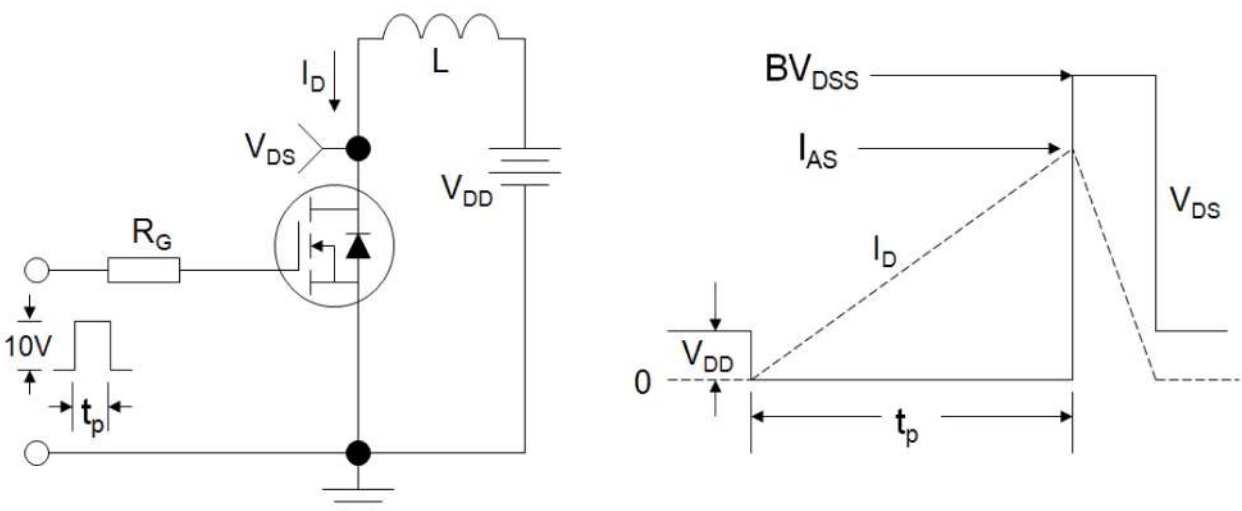 I_D
L
V_DS
V_DD
R_G
10V
t_p
BV_DSS
I_AS
V_DS
I_D
V_DD
0
t_p